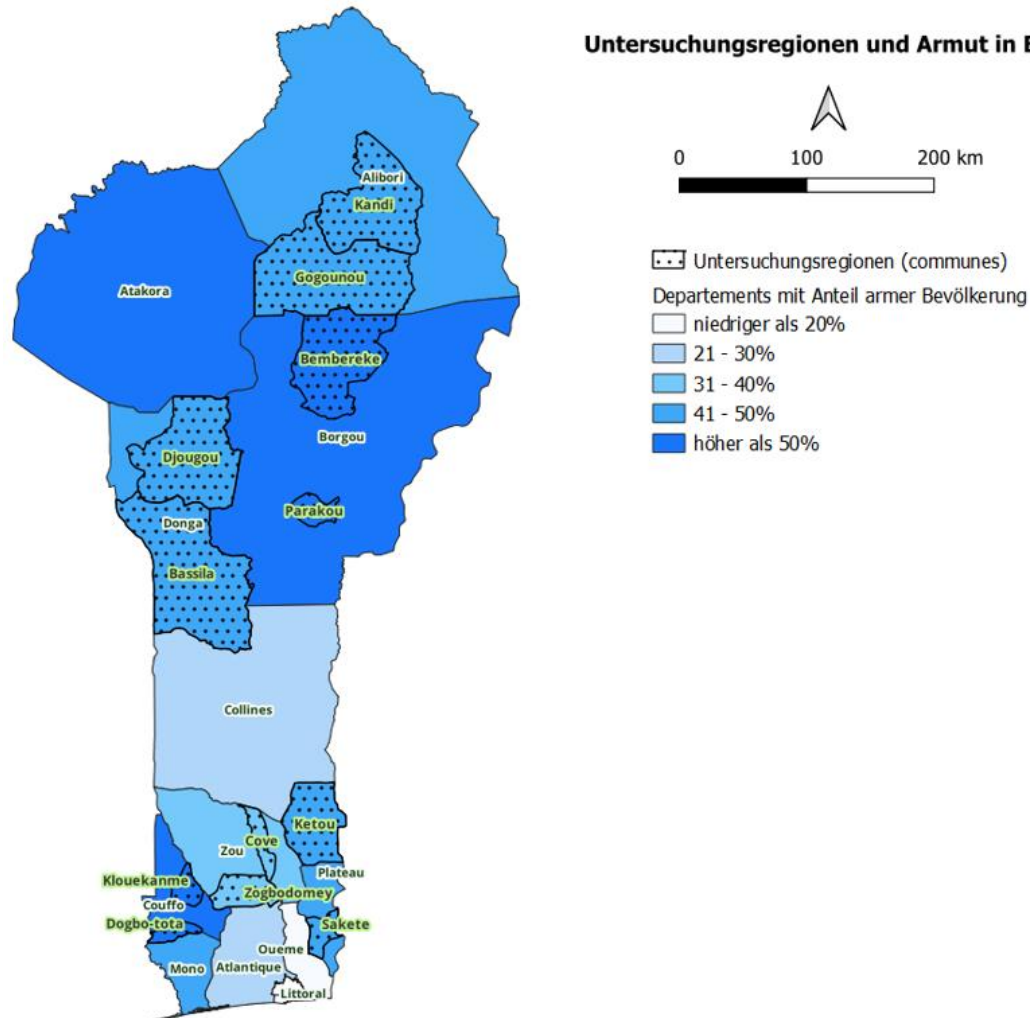 Untersuchungsregionen und Armut in
0 100 200 km
Untersuchungsregionen (communes)
Departements mit Anteil armer Bevölkerung
niedriger als 20%
21 - 30%
31 - 40%
41 - 50%
höher als 50%
Alibori
Kandi
Gogounou
Atakora
Bembereke
Borgou
Djougou
Parakou
Donga
Bassila
Collines
Ketou
Cove
Zou
Plateau
Klouekanme
Zogbodomey
Couffo
Dogbo-tota
Sakete
Oueme
Mono
Atlantique
Littoral